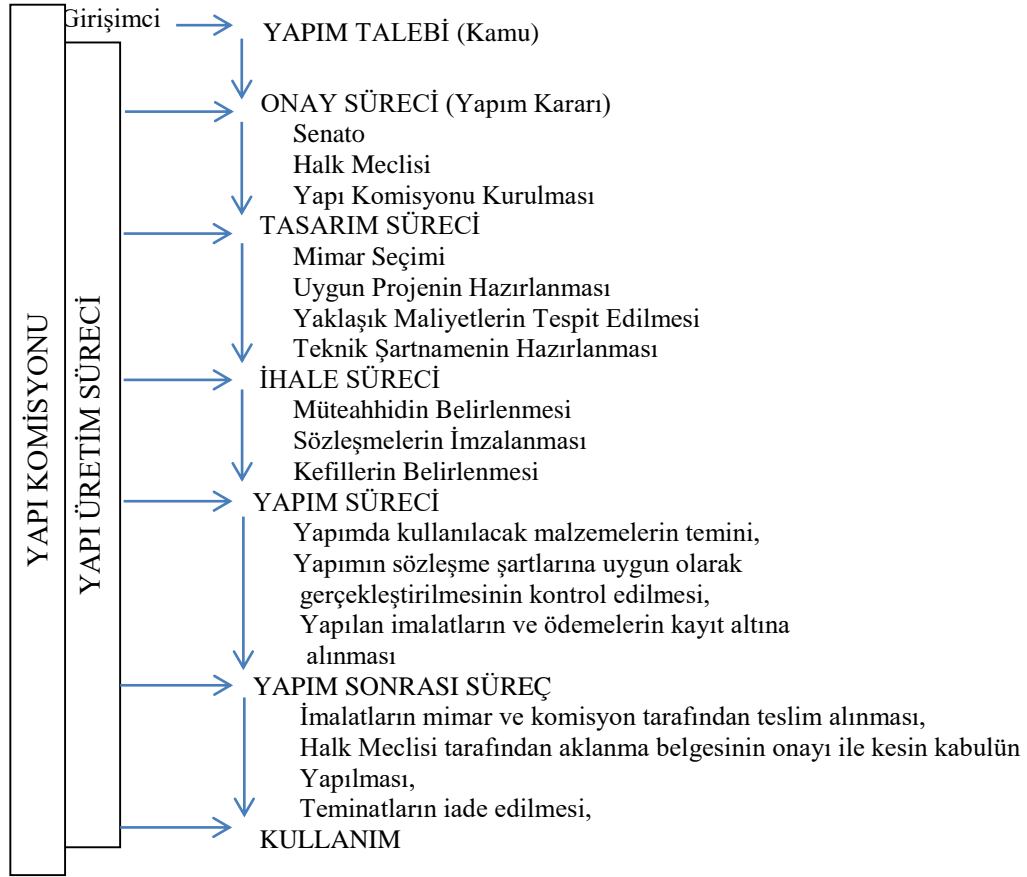 Girişimci
YAPIM TALEBİ (Kamu)
ONAY SÜRECİ (Yapım Kararı)
Senato
Halk Meclisi
Yapı Komisyonu Kurulması
TASARIM SÜRECİ
Mimar Seçimi
Uygun Projenin Hazırlanması
Yaklaşık Maliyetlerin Tespit Edilmesi
Teknik Şartnamenin Hazırlanması
İHALE SÜRECİ
Müteahhidin Belirlenmesi
Sözleşmelerin İmzalanması
Kefillerin Belirlenmesi
YAPIM SÜRECİ
Yapımda kullanılacak malzemelerin temini,
Yapımın sözleşme şartlarına uygun olarak
gerçekleştirilmesinin kontrol edilmesi,
Yapılan imalatların ve ödemelerin kayıt altına
alınması
YAPIM SONRASI SÜREÇ
İmalatların mimar ve komisyon tarafından teslim alınması,
Halk Meclisi tarafından aklanma belgesinin onayı ile kesin kabulün
Yapılması,
Teminatların iade edilmesi,
KULLANIM
YAPI KOMİSYONU
YAPI ÜRETİM SÜRECİ